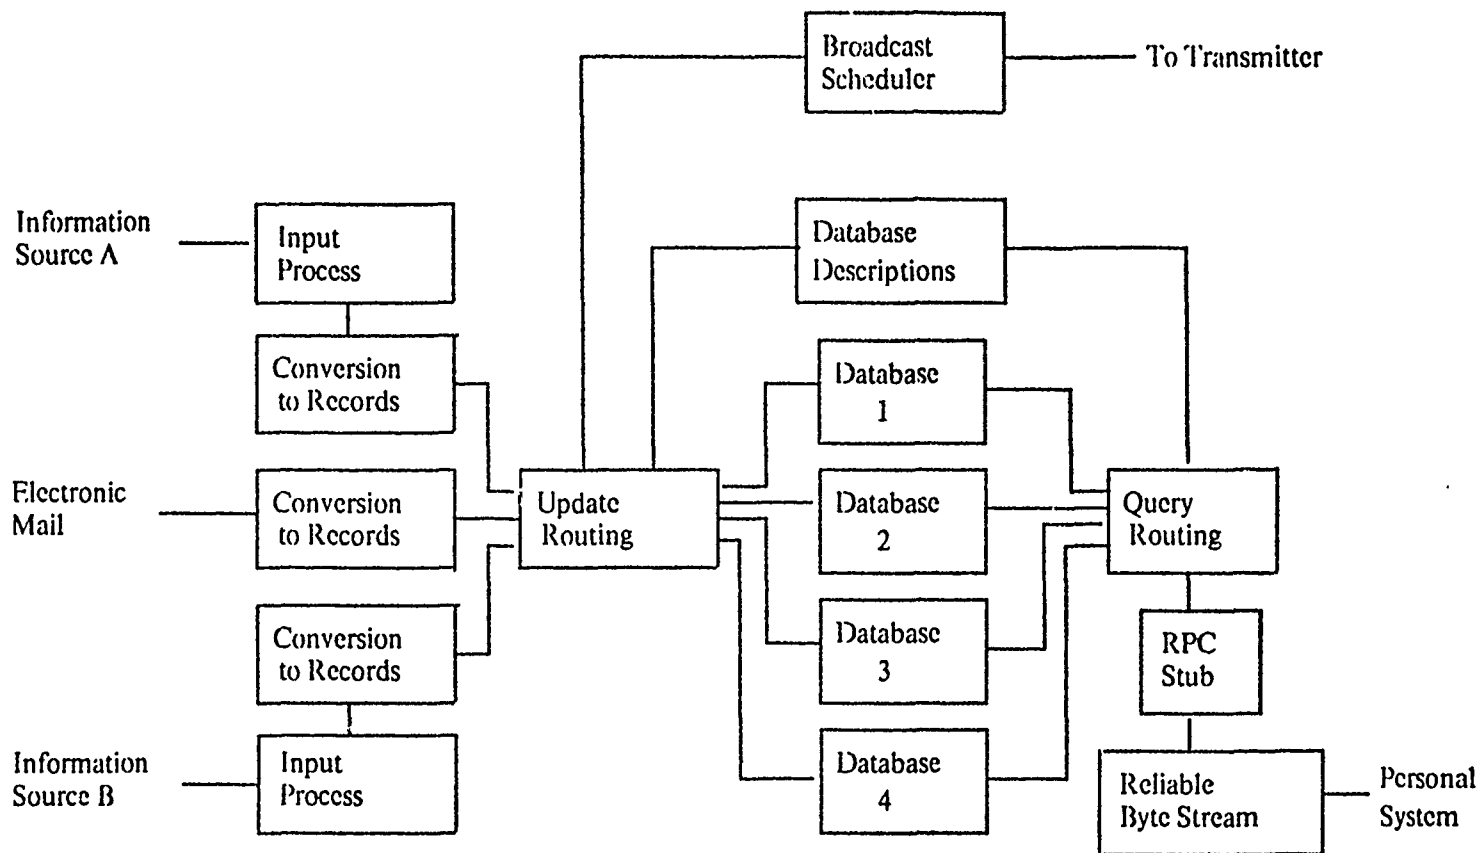 Broadcast
Scheduler
To Transmitter
Information
Source A
Input
Process
Database
Descriptions
Conversion
to Records
Database
1
Electronic
Mail
Conversion
to Records
Update
Routing
Database
2
Query
Routing
Conversion
to Records
Database
3
RPC
Stub
Information
Source B
Input
Process
Database
4
Reliable
Byte Stream
Personal
System